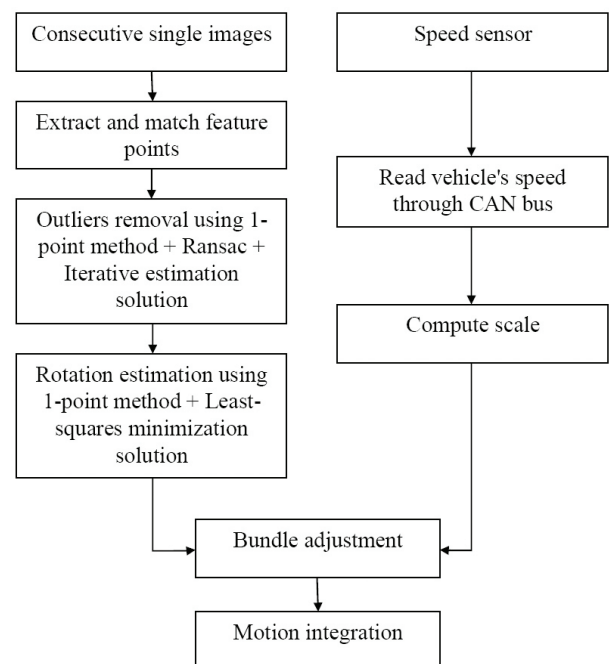 Consecutive single images
Extract and match feature
points
Outliers removal using 1-
point method + Ransac +
Iterative estimation
solution
Rotation estimation using
1-point method + Least-
squares minimization
solution
Speed sensor
Read vehicle's speed
through CAN bus
Compute scale
Bundle adjustment
Motion integration